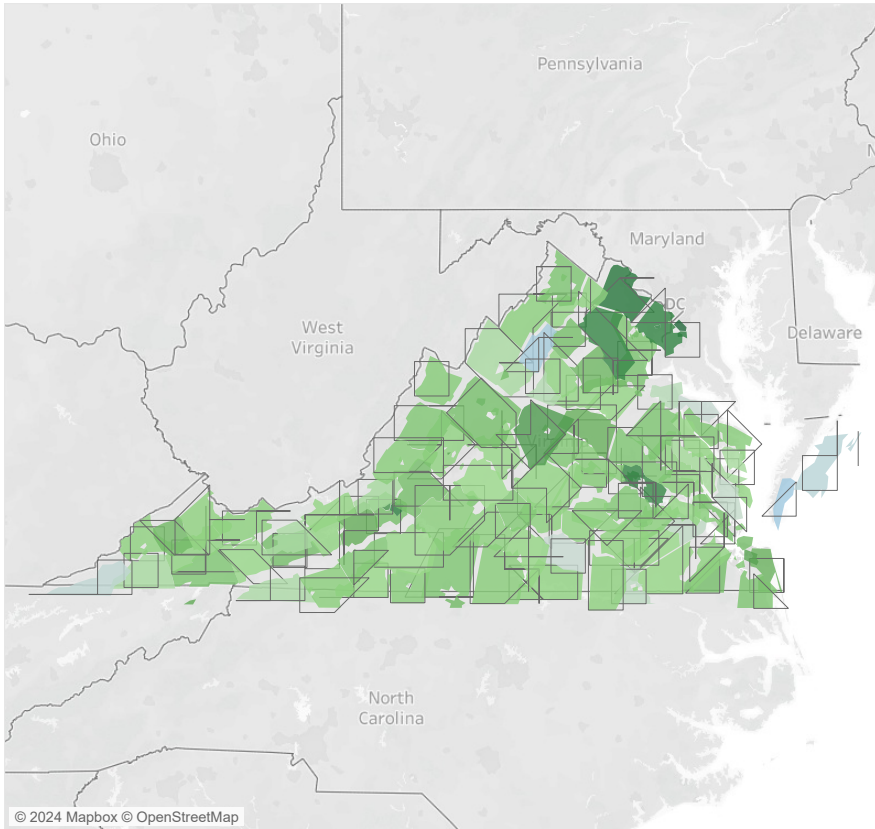 Pennsylvania
Ohio
N
Maryland
DC
West
Virginia
Delaware
North
Carolina
© 2024 Mapbox © OpenStreetMap